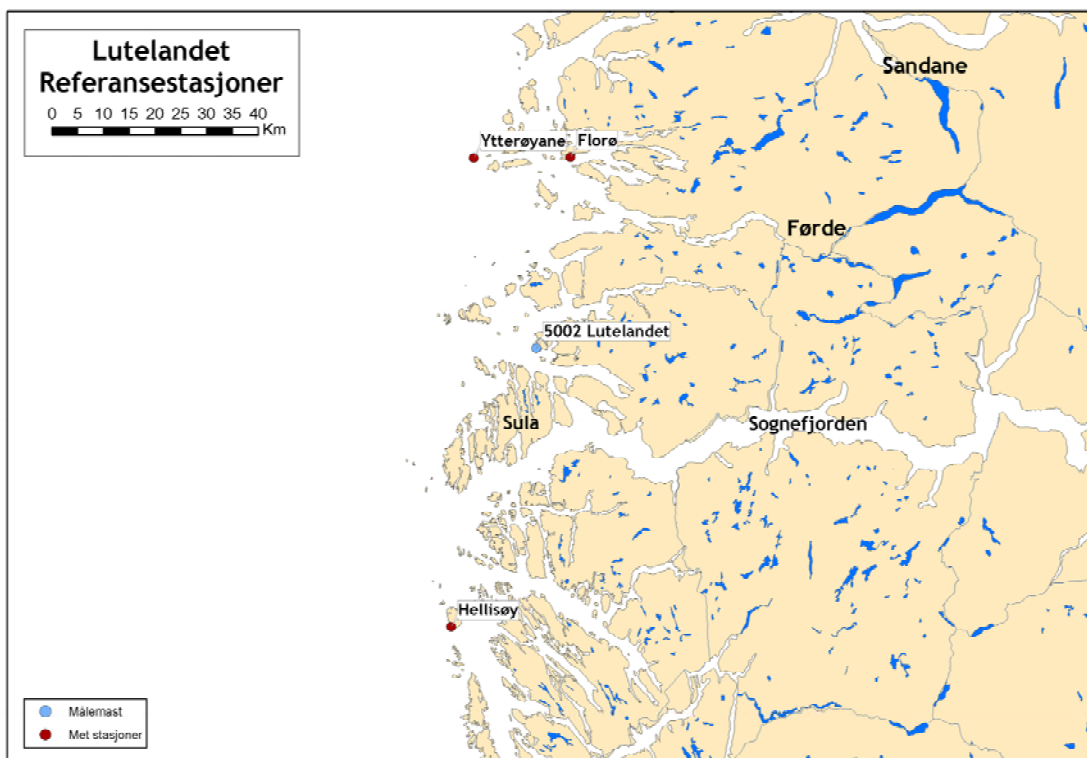 Lutelandet
Referansestasjoner
0 5 10 15 20 25 30 35 40
Km
Sandane
Ytterøyane
Florø
Førde
5002 Lutelandet
Sula
Sognefjorden
Hellisøy
Målemast
Met stasjoner